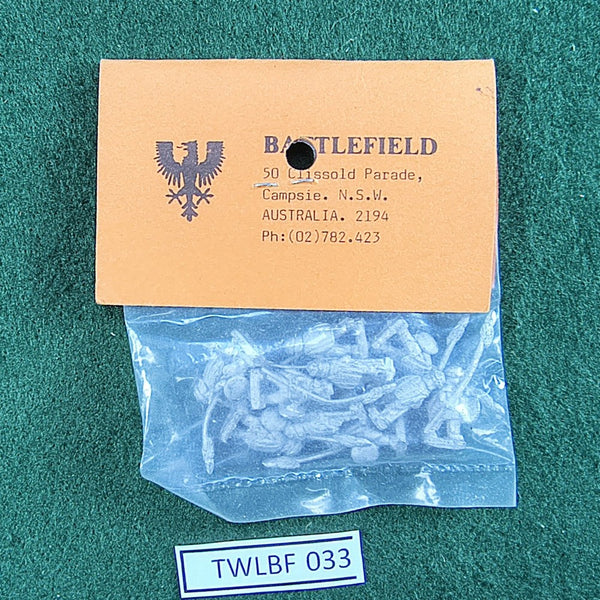 BATTLEFIELD
50 Clissold Parade,
Campsie. N.S.W.
AUSTRALIA. 2194
Ph:(02)782.423
TWLBF 033